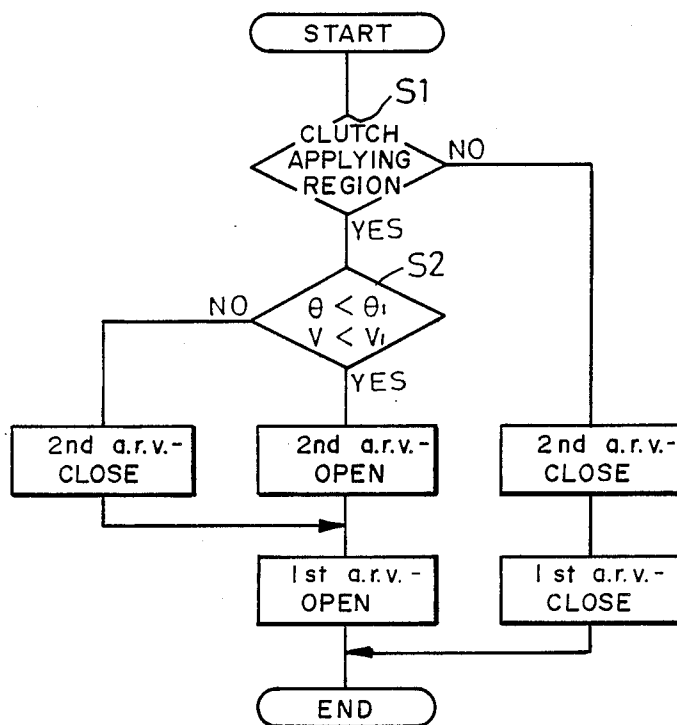 START
S1
CLUTCH
APPLYING
REGION
NO
YES
S2
NO
θ < θ₁
V < V₁
YES
2nd a.r.v.-
CLOSE
2nd a.r.v.-
OPEN
2nd a.r.v.-
CLOSE
1st a.r.v.-
OPEN
1st a.r.v.-
CLOSE
END